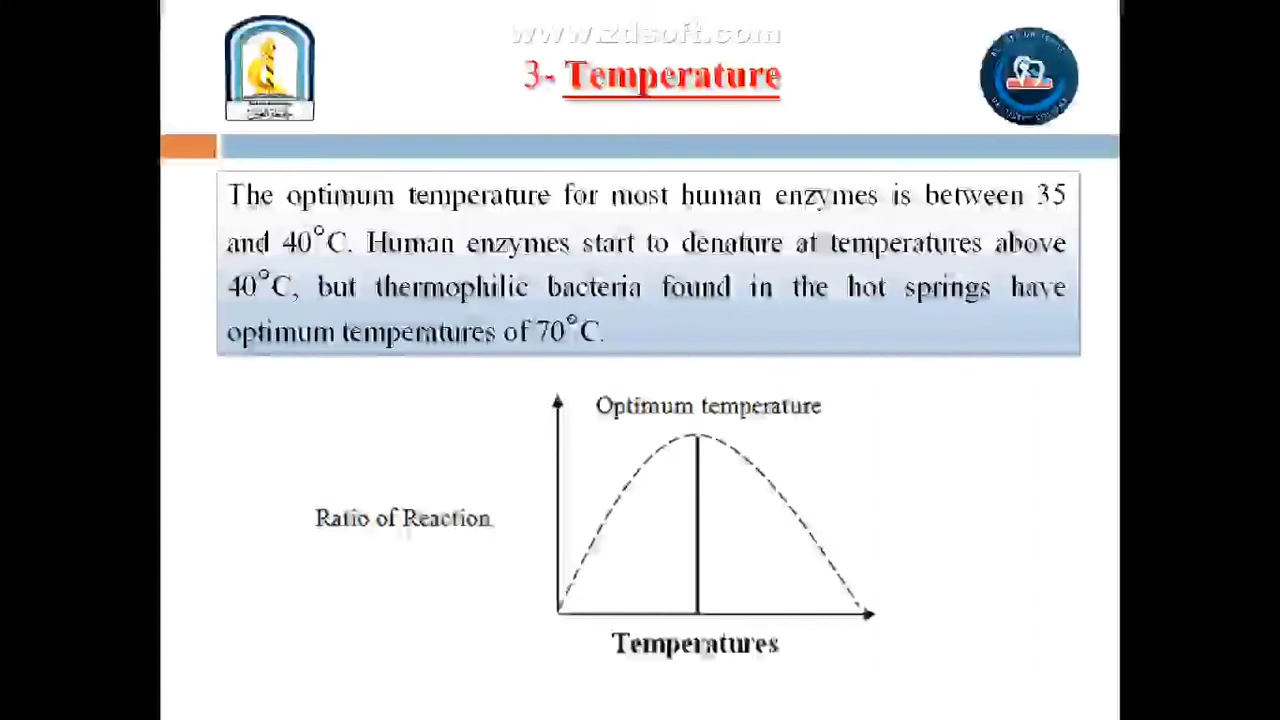 www.zdsoft.com
3- Temperature
The optimum temperature for most human enzymes is between 35
and 40°C. Human enzymes start to denature at temperatures above
40°C, but thermophilic bacteria found in the hot springs have
optimum temperatures of 70°C.
Optimum temperature
Ratio of Reaction
Temperatures